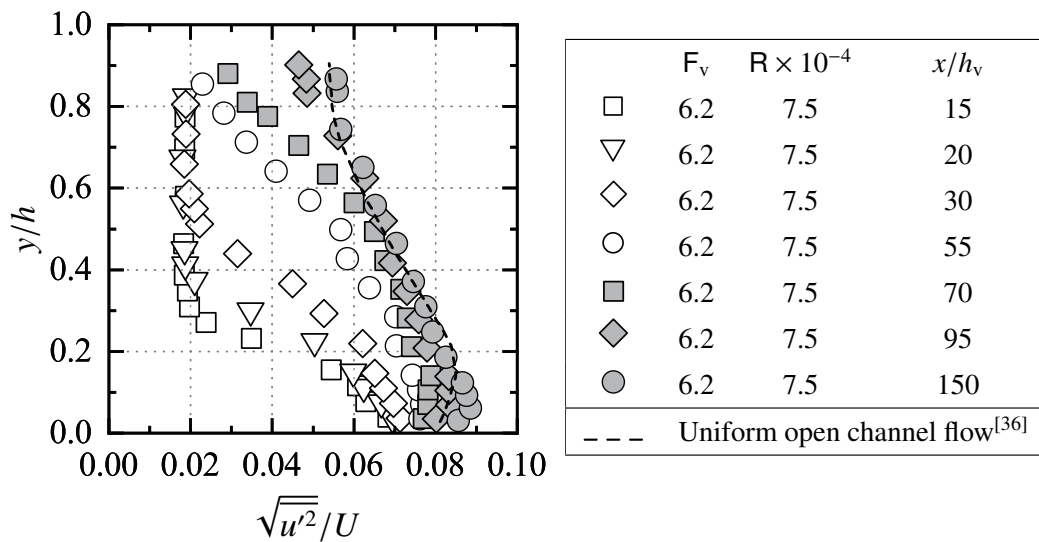 1.0
0.8
0.6
0.4
0.2
0.0
y/h
0.00 0.02 0.04 0.06 0.08 0.10
√u′²/U
Fᵥ R × 10⁻⁴ x/hᵥ
6.2 7.5 15
6.2 7.5 20
6.2 7.5 30
6.2 7.5 55
6.2 7.5 70
6.2 7.5 95
6.2 7.5 150
Uniform open channel flow[36]